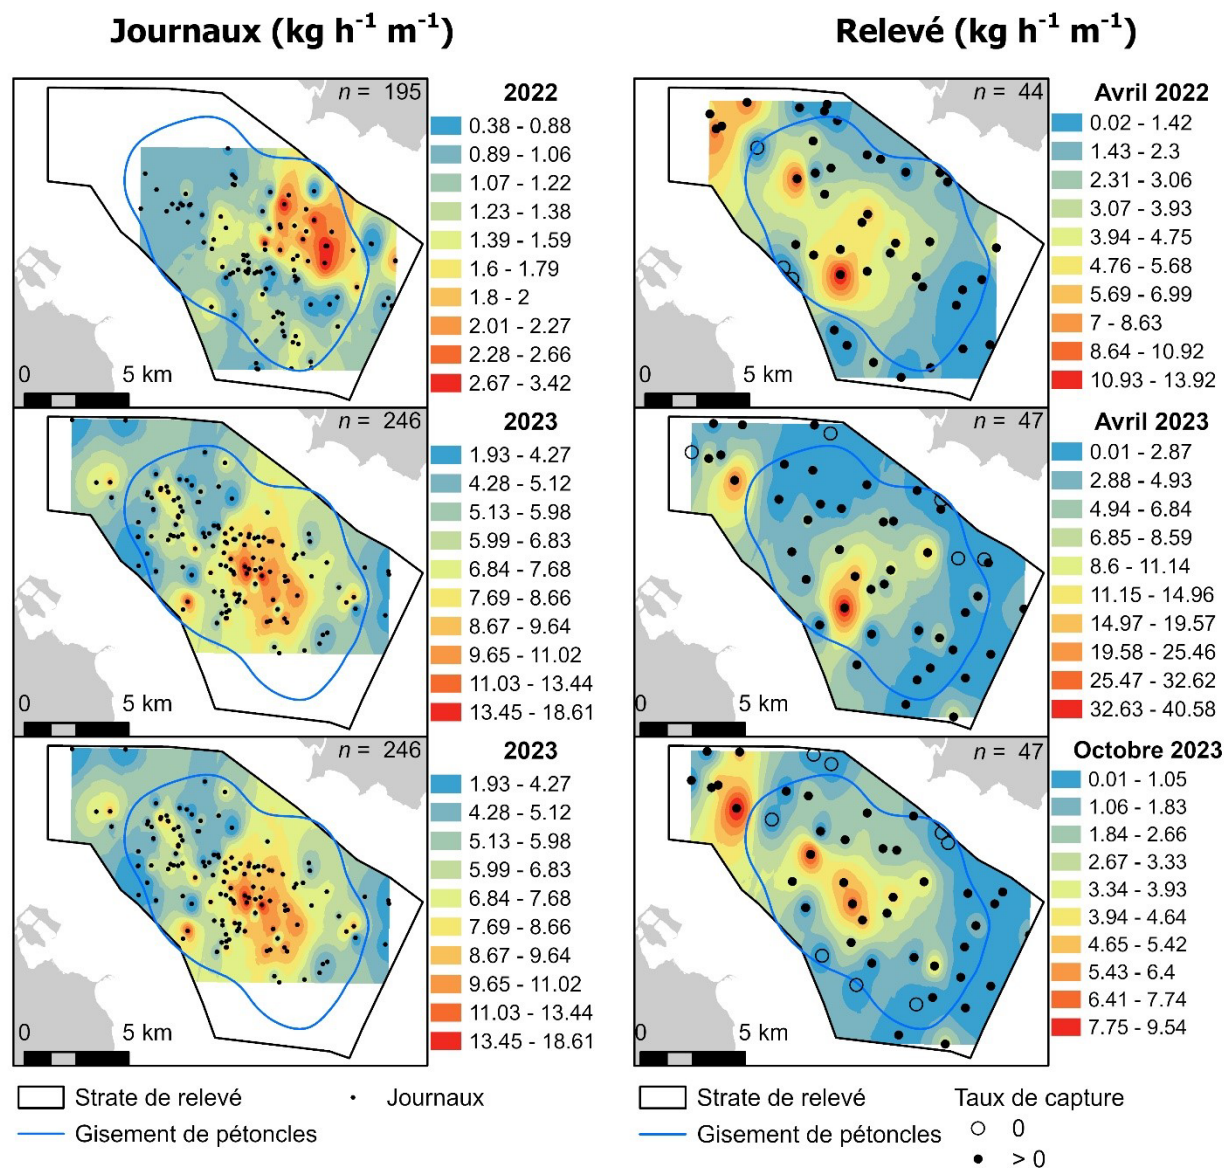 Journaux (kg h-1 m-1)
Relevé (kg h-1 m-1)
n = 195
2022
0.38 - 0.88
0.89 - 1.06
1.07 - 1.22
1.23 - 1.38
1.39 - 1.59
1.6 - 1.79
1.8 - 2
2.01 - 2.27
2.28 - 2.66
2.67 - 3.42
0
5 km
n = 44
Avril 2022
0.02 - 1.42
1.43 - 2.3
2.31 - 3.06
3.07 - 3.93
3.94 - 4.75
4.76 - 5.68
5.69 - 6.99
7 - 8.63
8.64 - 10.92
10.93 - 13.92
0
5 km
n = 246
2023
1.93 - 4.27
4.28 - 5.12
5.13 - 5.98
5.99 - 6.83
6.84 - 7.68
7.69 - 8.66
8.67 - 9.64
9.65 - 11.02
11.03 - 13.44
13.45 - 18.61
0
5 km
n = 47
Avril 2023
0.01 - 2.87
2.88 - 4.93
4.94 - 6.84
6.85 - 8.59
8.6 - 11.14
11.15 - 14.96
14.97 - 19.57
19.58 - 25.46
25.47 - 32.62
32.63 - 40.58
0
5 km
n = 246
2023
1.93 - 4.27
4.28 - 5.12
5.13 - 5.98
5.99 - 6.83
6.84 - 7.68
7.69 - 8.66
8.67 - 9.64
9.65 - 11.02
11.03 - 13.44
13.45 - 18.61
0
5 km
n = 47
Octobre 2023
0.01 - 1.05
1.06 - 1.83
1.84 - 2.66
2.67 - 3.33
3.34 - 3.93
3.94 - 4.64
4.65 - 5.42
5.43 - 6.4
6.41 - 7.74
7.75 - 9.54
0
5 km
Strate de relevé
Journaux
Gisement de pétoncles
Strate de relevé
Taux de capture
Gisement de pétoncles
0
> 0